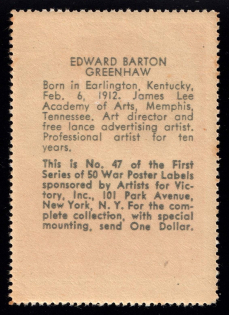 EDWARD BARTON
GREENHAW
Born in Earlington, Kentucky,
Feb. 6, 1912. James Lee
Academy of Arts, Memphis,
Tennessee. Art director and
free lance advertising artist.
Professional artist for ten
years.
This is No. 47 of the First
Series of 50 War Poster Labels
sponsored by Artists for Vic-
tory, Inc., 101 Park Avenue,
New York, N. Y. For the com-
plete collection, with special
mounting, send One Dollar.